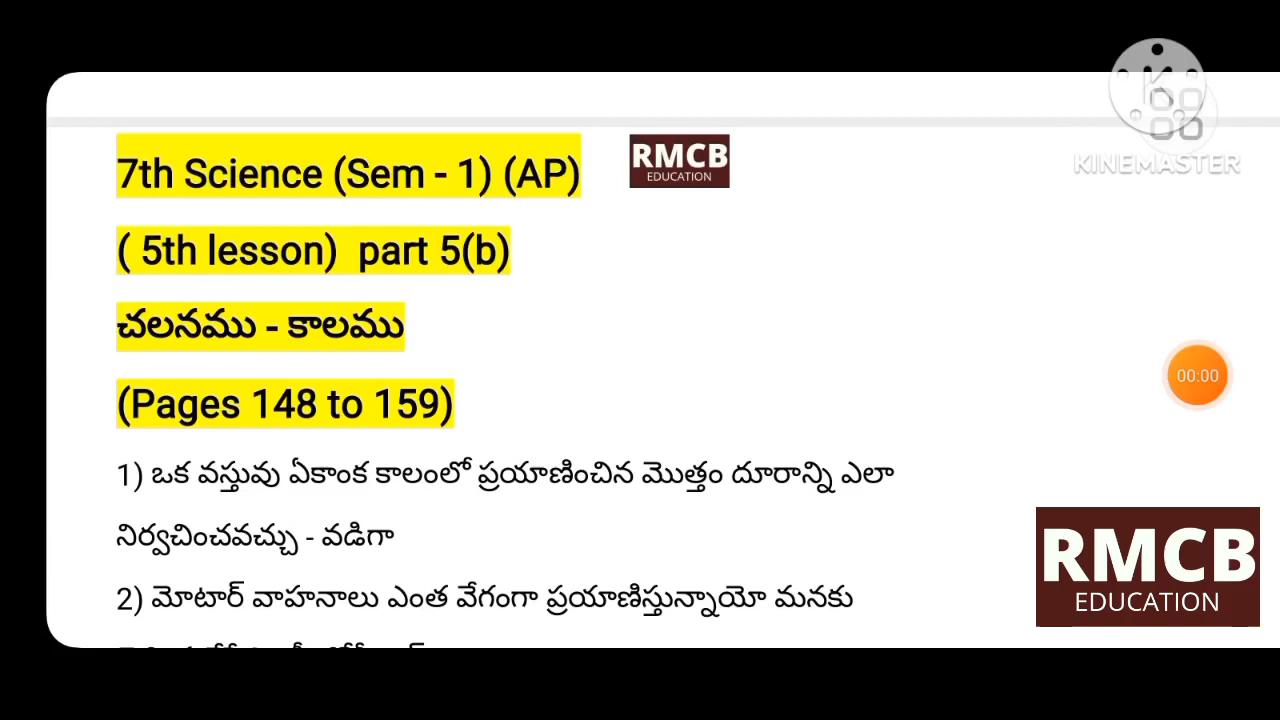 KINEMASTER
7th Science (Sem - 1) (AP)
RMCB
EDUCATION
( 5th lesson) part 5(b)
చలనము - కాలము
00:00
(Pages 148 to 159)
1) ఒక వస్తువు ఏకాంక కాలంలో ప్రయాణించిన మొత్తం దూరాన్ని ఎలా
నిర్వచించవచ్చు - వడిగా
RMCB
EDUCATION
2) మోటార్ వాహనాలు ఎంత వేగంగా ప్రయాణిస్తున్నాయో మనకు